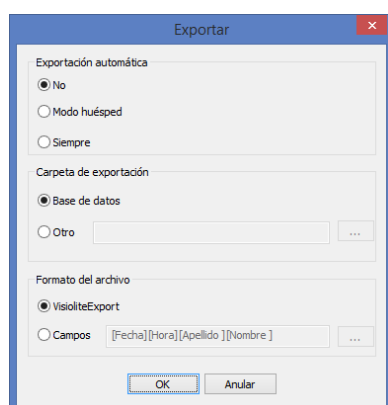 Exportar
Exportación automática
No
Modo huésped
Siempre
Carpeta de exportación
Base de datos
Otro
...
Formato del archivo
VisioliteExport
Campos [Fecha][Hora][Apellido ][Nombre ] ...
OK Anular